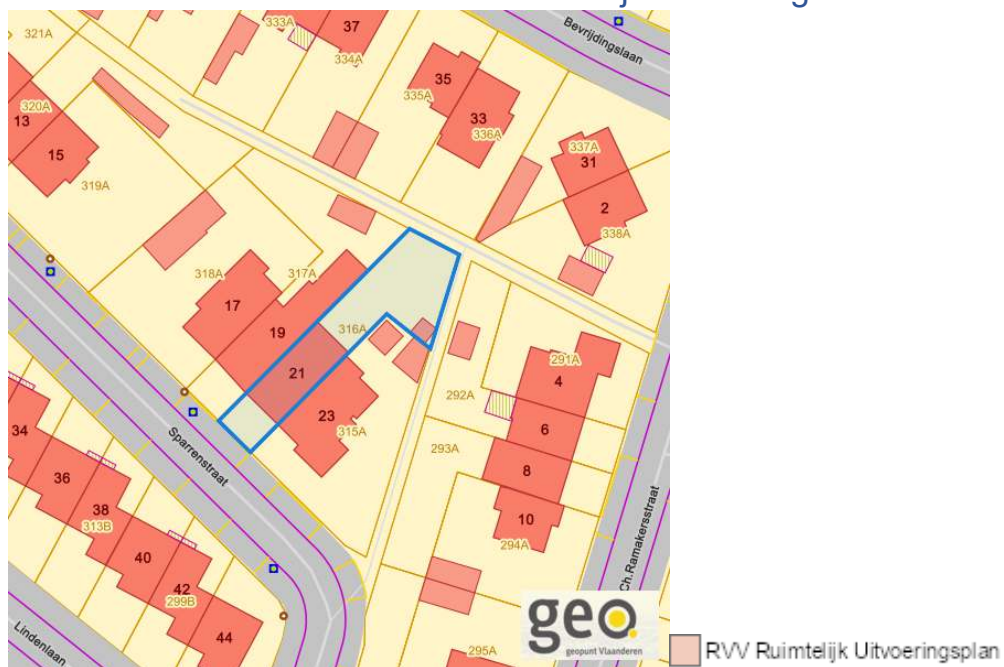 321A
333A
37
334A
Bevrijdingslaan
35
335A
33
336A
320A
13
15
319A
337A
31
2
338A
318A
317A
17
19
316A
21
23
315A
291A
4
292A
6
293A
8
10
294A
Sparrenstraat
34
36
38
313B
40
42
299B
44
Lindenlaan
Ch.Ramakersstraat
295A
geo.
geopunt Vlaanderen
RVV Ruimtelijk Uitvoeringsplan